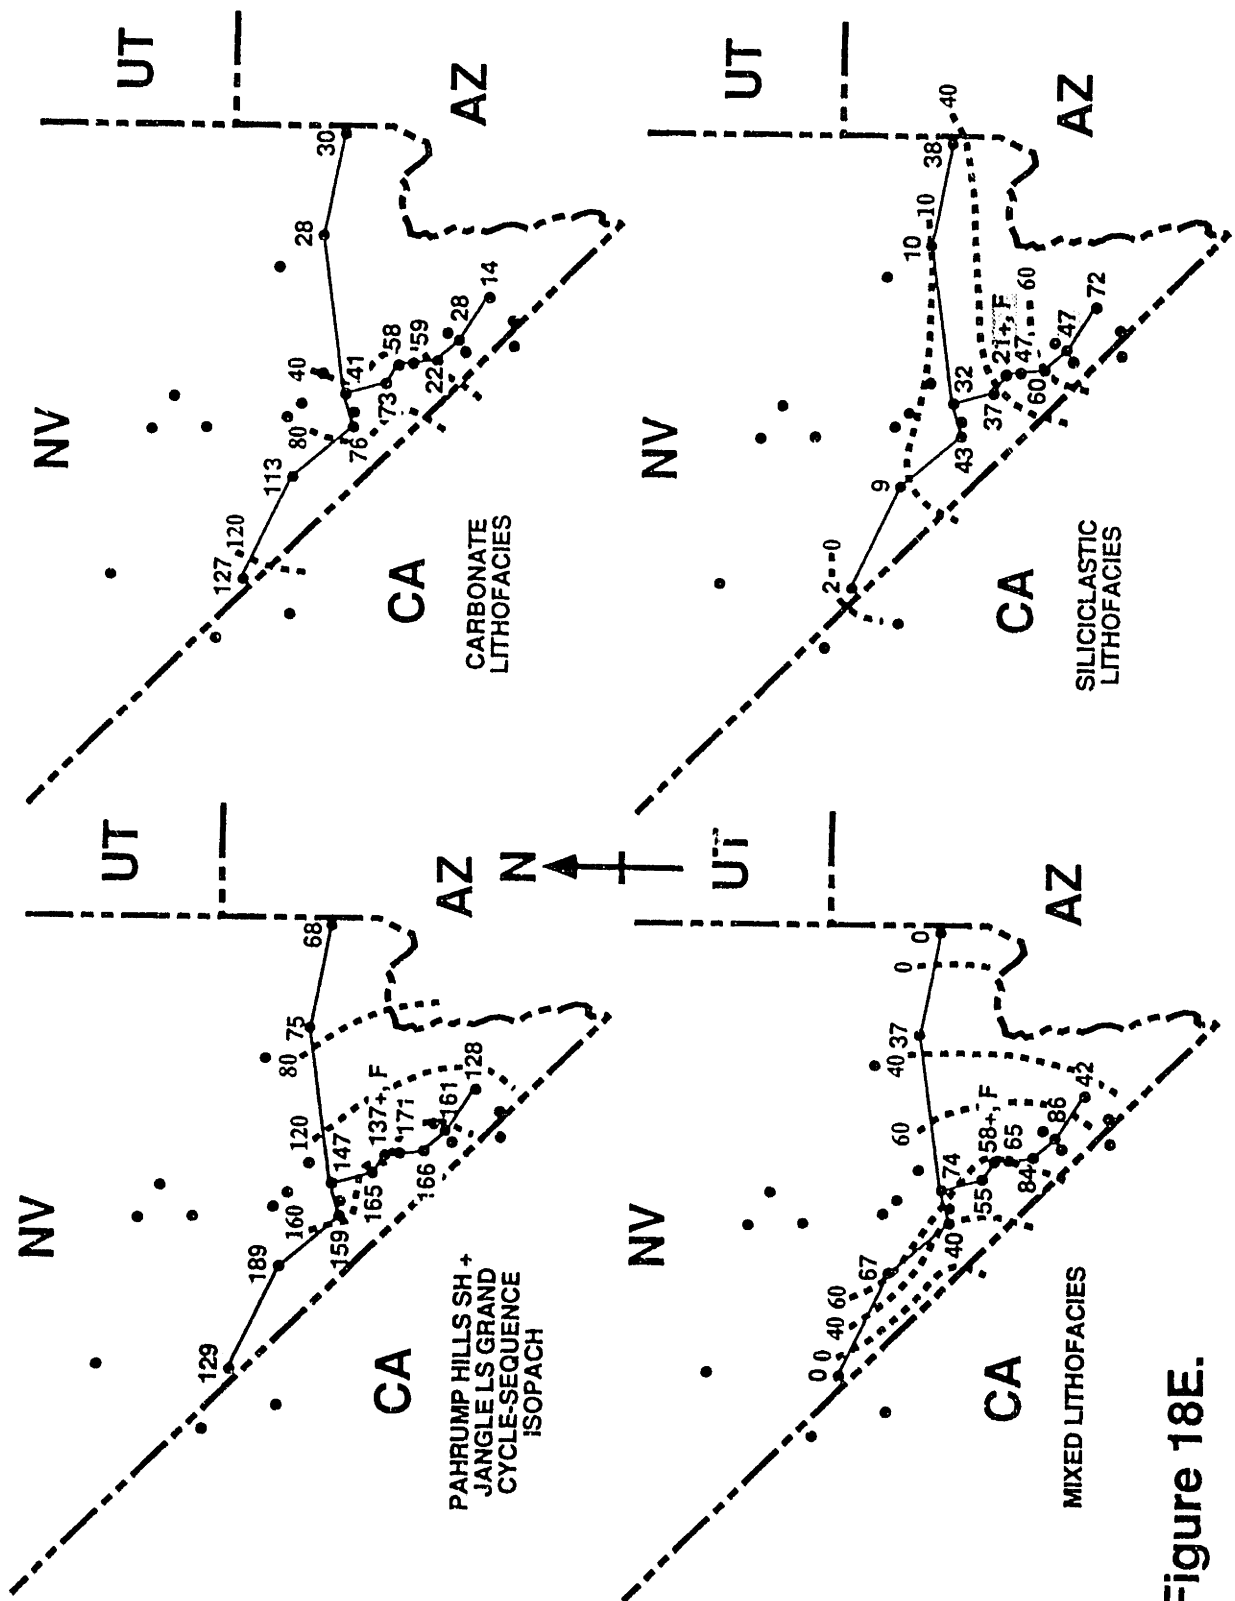 NV
UT
189
129
160
159
120
147
80
75
68
165
137+, F
171
166
161
128
CA
AZ
PAHRUMP HILLS SH +
JANGLE LS GRAND
CYCLE-SEQUENCE
ISOPACH
N
NV
UT
127
120
113
80
76
40
41
28
30
73
58
59
22
28
14
CA
AZ
CARBONATE
LITHOFACIES
NV
UT
0
0
40
60
67
40
74
60
40
37
0
0
55
58+, F
65
84
86
42
CA
AZ
MIXED LITHOFACIES
NV
UT
2
0
9
43
32
10
10
38
40
37
21+, F
47
60
60
47
72
CA
AZ
SILICICLASTIC
LITHOFACIES
Figure 18E.